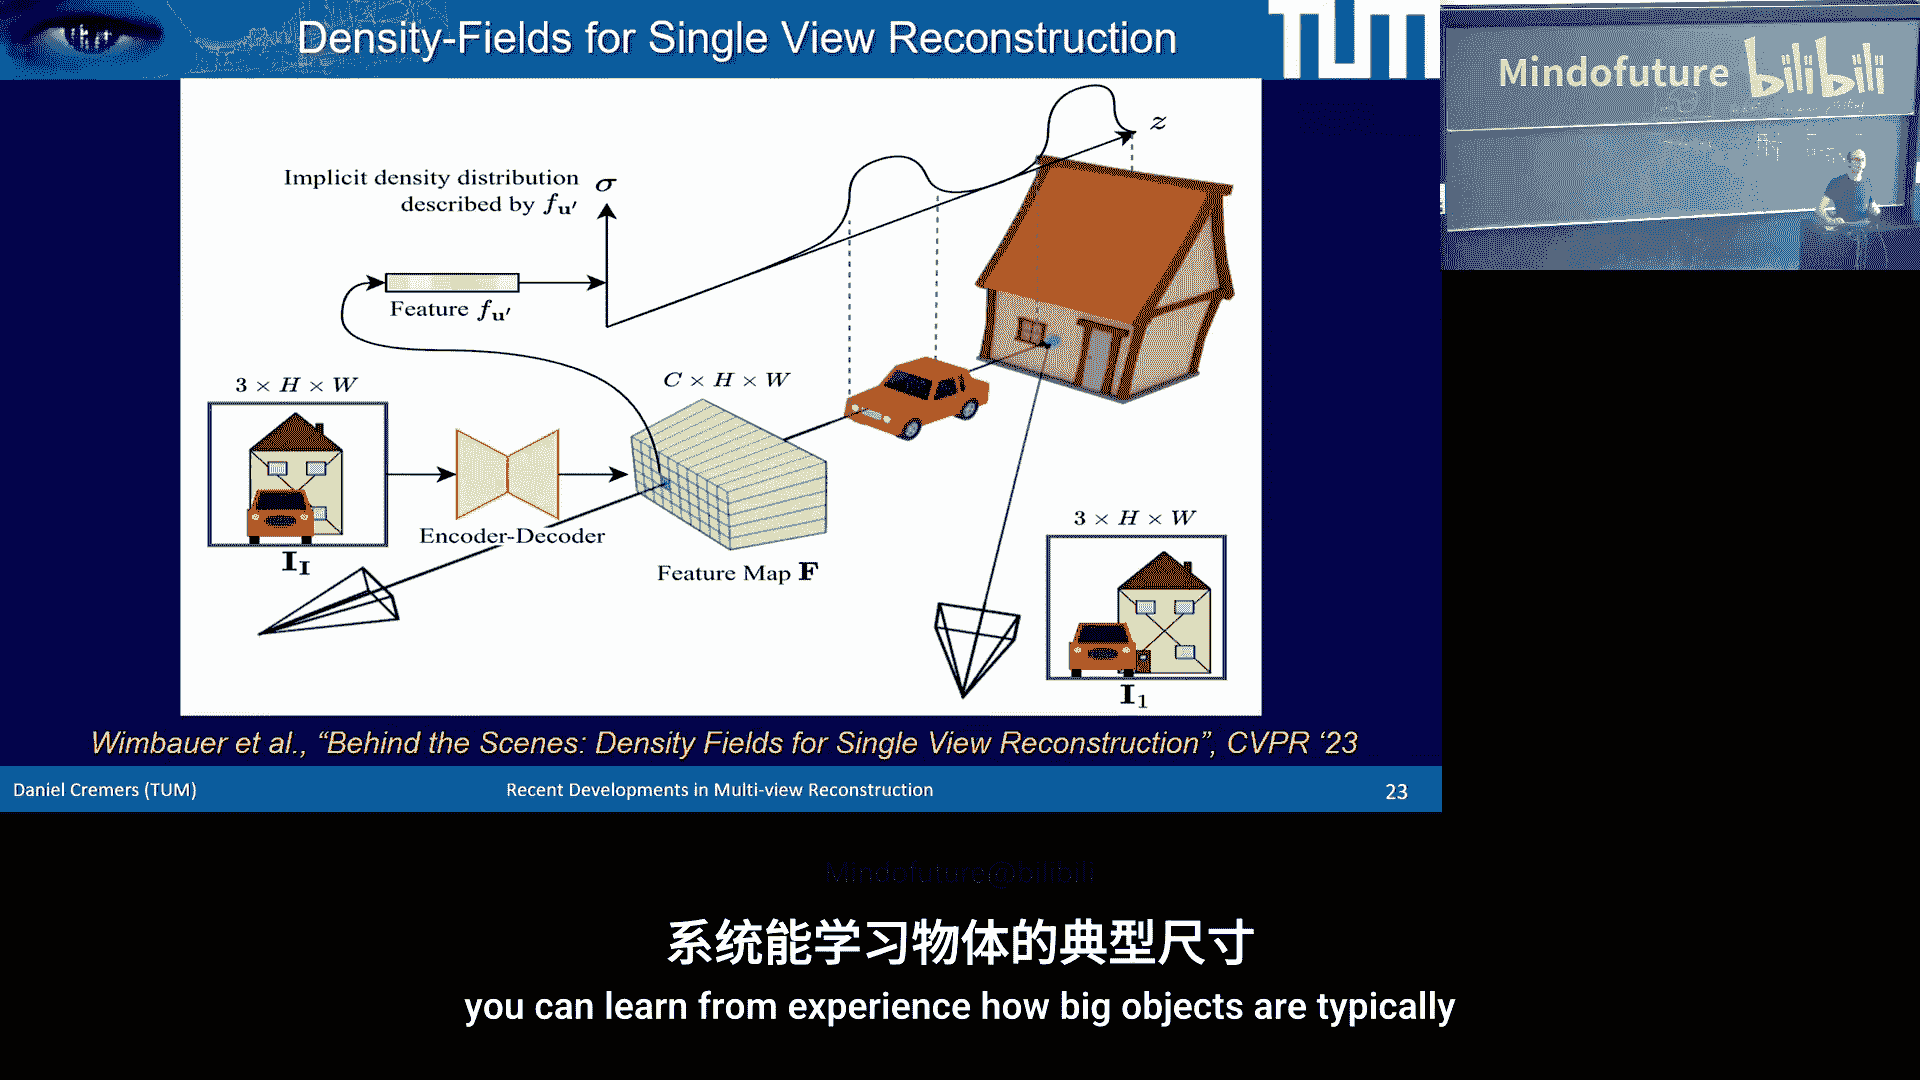 Density-Fields for Single View Reconstruction
TUM
Mindofuture bilibili
z
Implicit density distribution σ
described by f_u'
Feature f_u'
3 × H × W
C × H × W
Encoder-Decoder
I_I
Feature Map F
3 × H × W
I_1
Wimbauer et al., “Behind the Scenes: Density Fields for Single View Reconstruction”, CVPR ‘23
Daniel Cremers (TUM)
Recent Developments in Multi-view Reconstruction
23
Mindofuture@bilibili
系统能学习物体的典型尺寸
you can learn from experience how big objects are typically